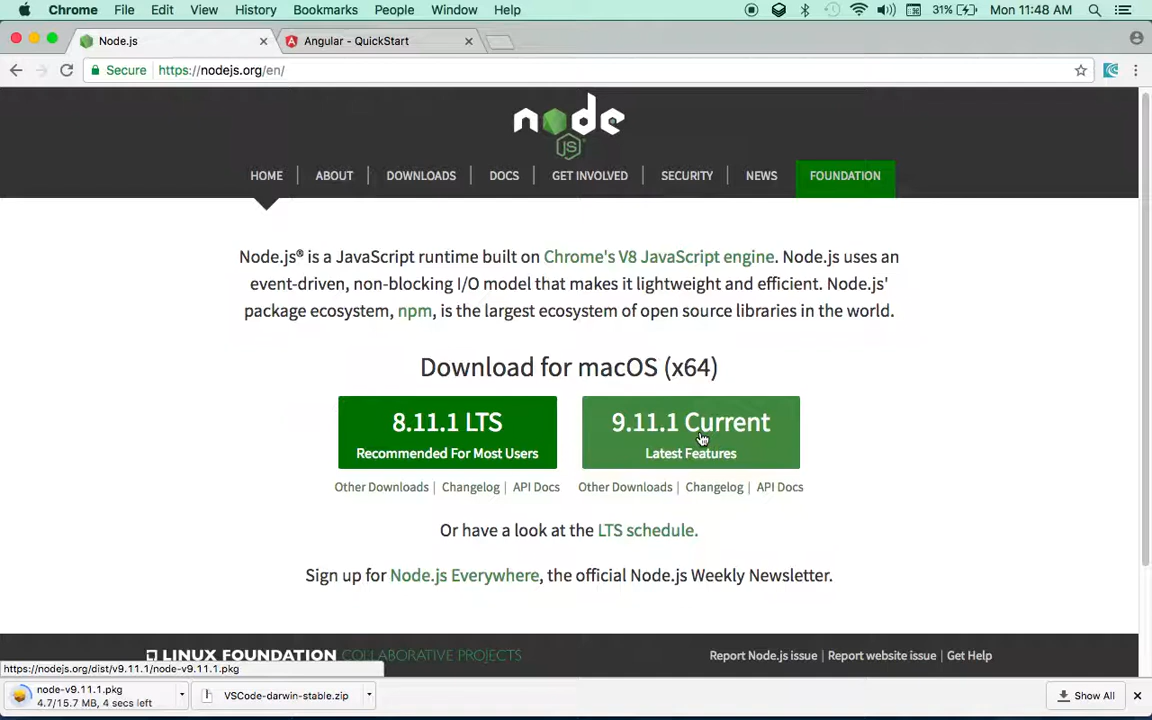 Chrome File Edit View History Bookmarks People Window Help 31% Mon 11:48 AM
Node.js Angular - QuickStart
Secure https://nodejs.org/en/
node
JS
HOME ABOUT DOWNLOADS DOCS GET INVOLVED SECURITY NEWS FOUNDATION
Node.js® is a JavaScript runtime built on Chrome's V8 JavaScript engine. Node.js uses an
event-driven, non-blocking I/O model that makes it lightweight and efficient. Node.js'
package ecosystem, npm, is the largest ecosystem of open source libraries in the world.
Download for macOS (x64)
8.11.1 LTS
Recommended For Most Users
9.11.1 Current
Latest Features
Other Downloads | Changelog | API Docs
Other Downloads | Changelog | API Docs
Or have a look at the LTS schedule.
Sign up for Node.js Everywhere, the official Node.js Weekly Newsletter.
LINUX FOUNDATION COLLABORATIVE PROJECTS
Report Node.js issue | Report website issue | Get Help
https://nodejs.org/dist/v9.11.1/node-v9.11.1.pkg
node-v9.11.1.pkg
4.7/15.7 MB, 4 secs left
VSCode-darwin-stable.zip
Show All